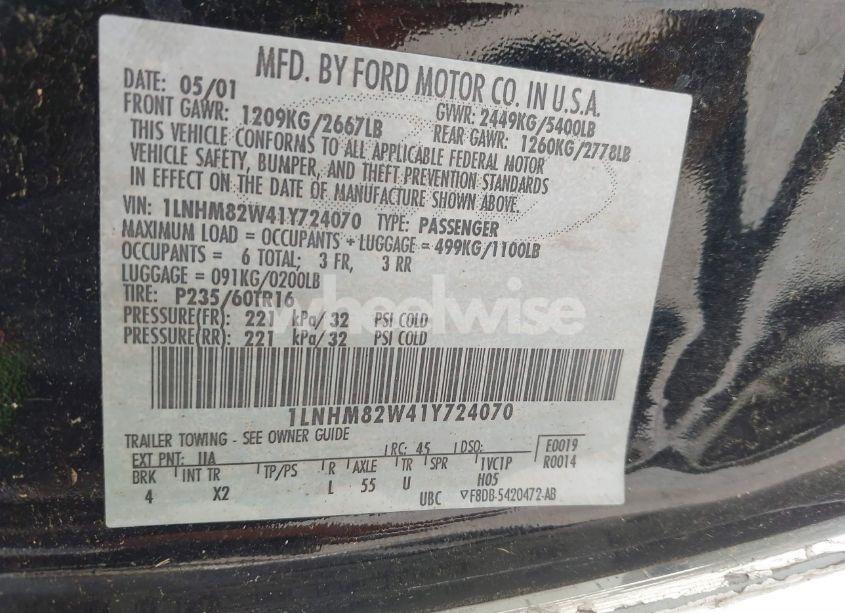 MFD. BY FORD MOTOR CO. IN U.S.A.
DATE: 05/01 GVWR: 2449KG/5400LB
FRONT GAWR: 1209KG/2667LB REAR GAWR: 1260KG/2778LB
THIS VEHICLE CONFORMS TO ALL APPLICABLE FEDERAL MOTOR
VEHICLE SAFETY, BUMPER, AND THEFT PREVENTION STANDARDS
IN EFFECT ON THE DATE OF MANUFACTURE SHOWN ABOVE.
VIN: 1LNHM82W41Y724070 TYPE: PASSENGER
MAXIMUM LOAD = OCCUPANTS + LUGGAGE = 499KG/1100LB
OCCUPANTS = 6 TOTAL; 3 FR, 3 RR
LUGGAGE = 091KG/0200LB
TIRE: P235/60TR16
wheelwise
PRESSURE(FR): 221 kPa/ 32 PSI COLD
PRESSURE(RR): 221 kPa/ 32 PSI COLD
1LNHM82W41Y724070
TRAILER TOWING - SEE OWNER GUIDE
EXT PNT: UA RC: 45 DSO: E0019
BRK INT TR TP/PS R AXLE TR SPR 1VC1P R0014
4 X2 L 55 U H05
UBC ▽F8DB-5420472-AB